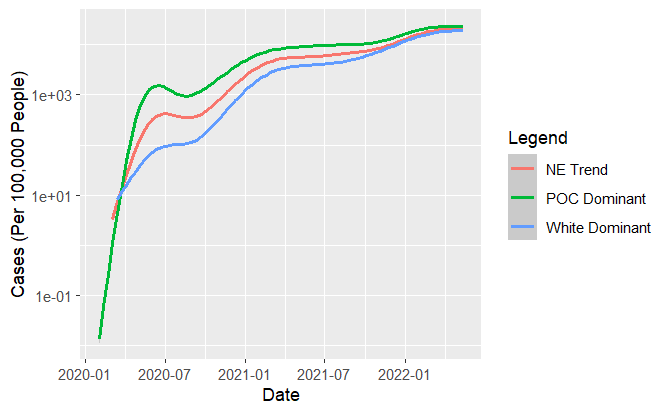 Cases (Per 100,000 People)
1e+03
1e+01
1e-01
2020-01 2020-07 2021-01 2021-07 2022-01
Date
Legend
NE Trend
POC Dominant
White Dominant